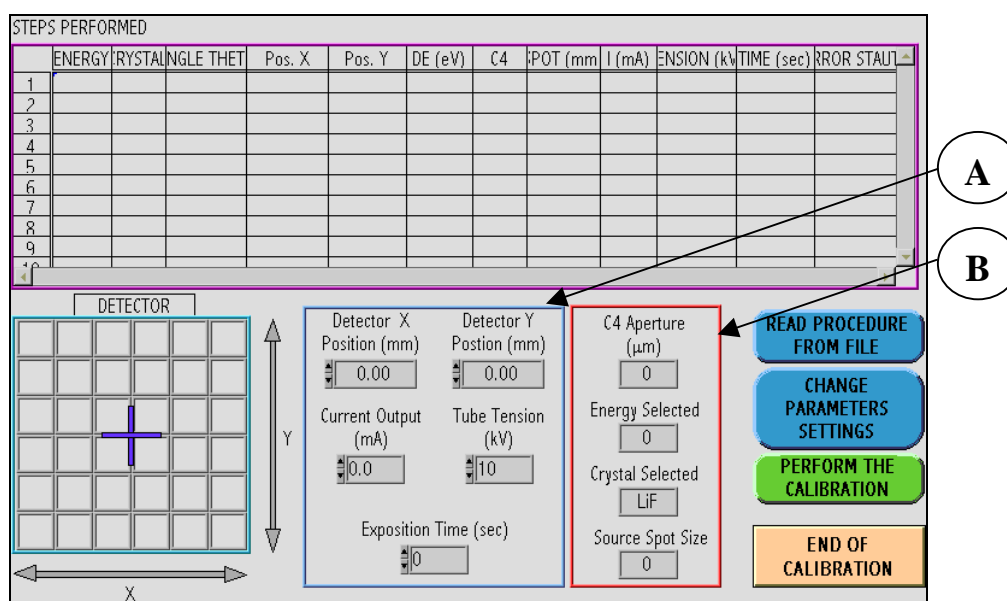 STEPS PERFORMED
ENERGY CRYSTAL NGLE THET Pos. X Pos. Y DE (eV) C4 SPOT (mm I (mA) ENSION (kV TIME (sec) RROR STAUT
1
2
3
4
5
6
7
8
9
10
A
B
DETECTOR
Y
X
Detector X Detector Y
Position (mm) Postion (mm)
0.00 0.00
Current Output Tube Tension
(mA) (kV)
0.0 10
Exposition Time (sec)
0
C4 Aperture
(μm)
0
Energy Selected
0
Crystal Selected
LiF
Source Spot Size
0
READ PROCEDURE
FROM FILE
CHANGE
PARAMETERS
SETTINGS
PERFORM THE
CALIBRATION
END OF
CALIBRATION